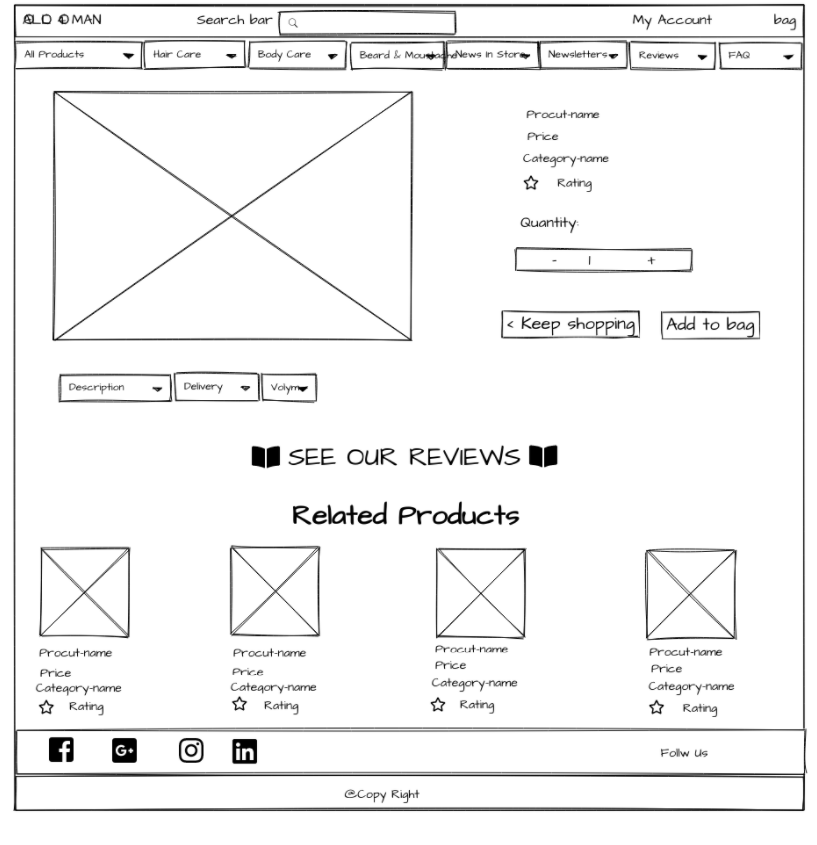 MAN Search bar My Account bag
All Products Hair Care Body Care Beard & Moustache News in Store Newsletters Reviews FAQ
Procut-name
Price
Category-name
Rating
Quantity:
- 1 +
< Keep shopping Add to bag
Description Delivery Volym
SEE OUR REVIEWS
Related Products
Procut-name Procut-name Procut-name Procut-name
Price Price Price Price
Category-name Category-name Category-name Category-name
Rating Rating Rating Rating
G+ in Follw Us
@Copy Right